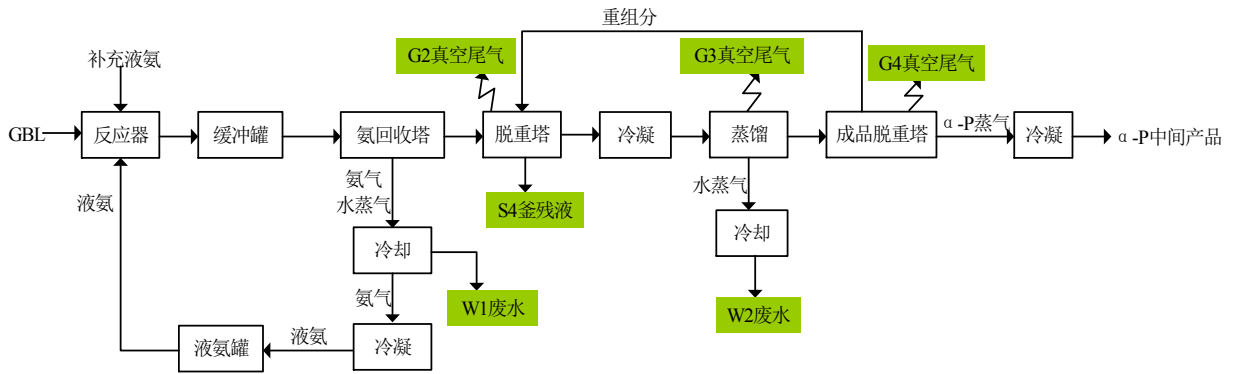 重组分
G2真空尾气
G3真空尾气
G4真空尾气
补充液氨
GBL
反应器
缓冲罐
氨回收塔
脱重塔
冷凝
蒸馏
成品脱重塔
α-P蒸气
冷凝
α-P中间产品
氨气
水蒸气
液氨
S4釜残液
水蒸气
冷却
冷却
氨气
W1废水
W2废水
液氨罐
液氨
冷凝